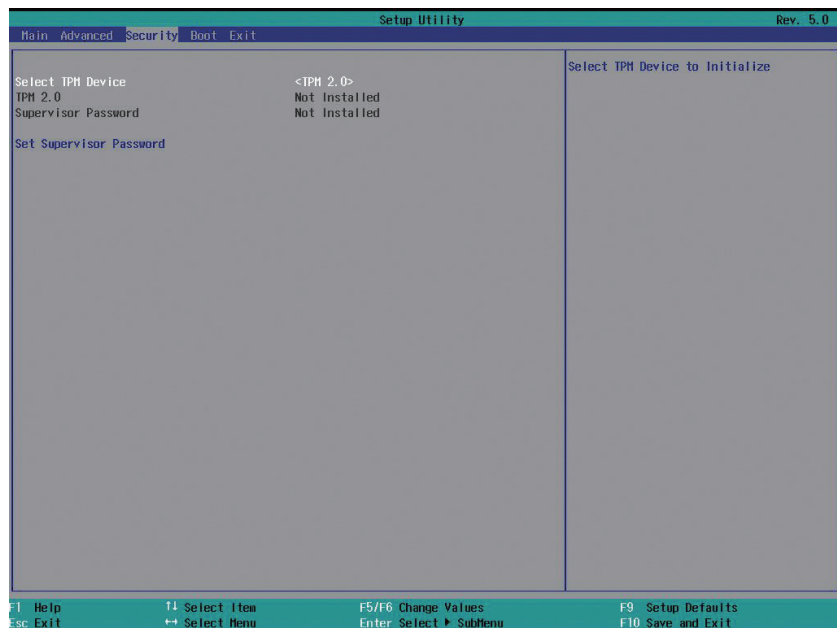 Setup Utility Rev. 5.0
Main Advanced Security Boot Exit
Select TPM Device <TPM 2.0> Select TPM Device to Initialize
TPM 2.0 Not Installed
Supervisor Password Not Installed
Set Supervisor Password
F1 Help ↑↓ Select Item F5/F6 Change Values F9 Setup Defaults
Esc Exit ↔ Select Menu Enter Select ▶ SubMenu F10 Save and Exit